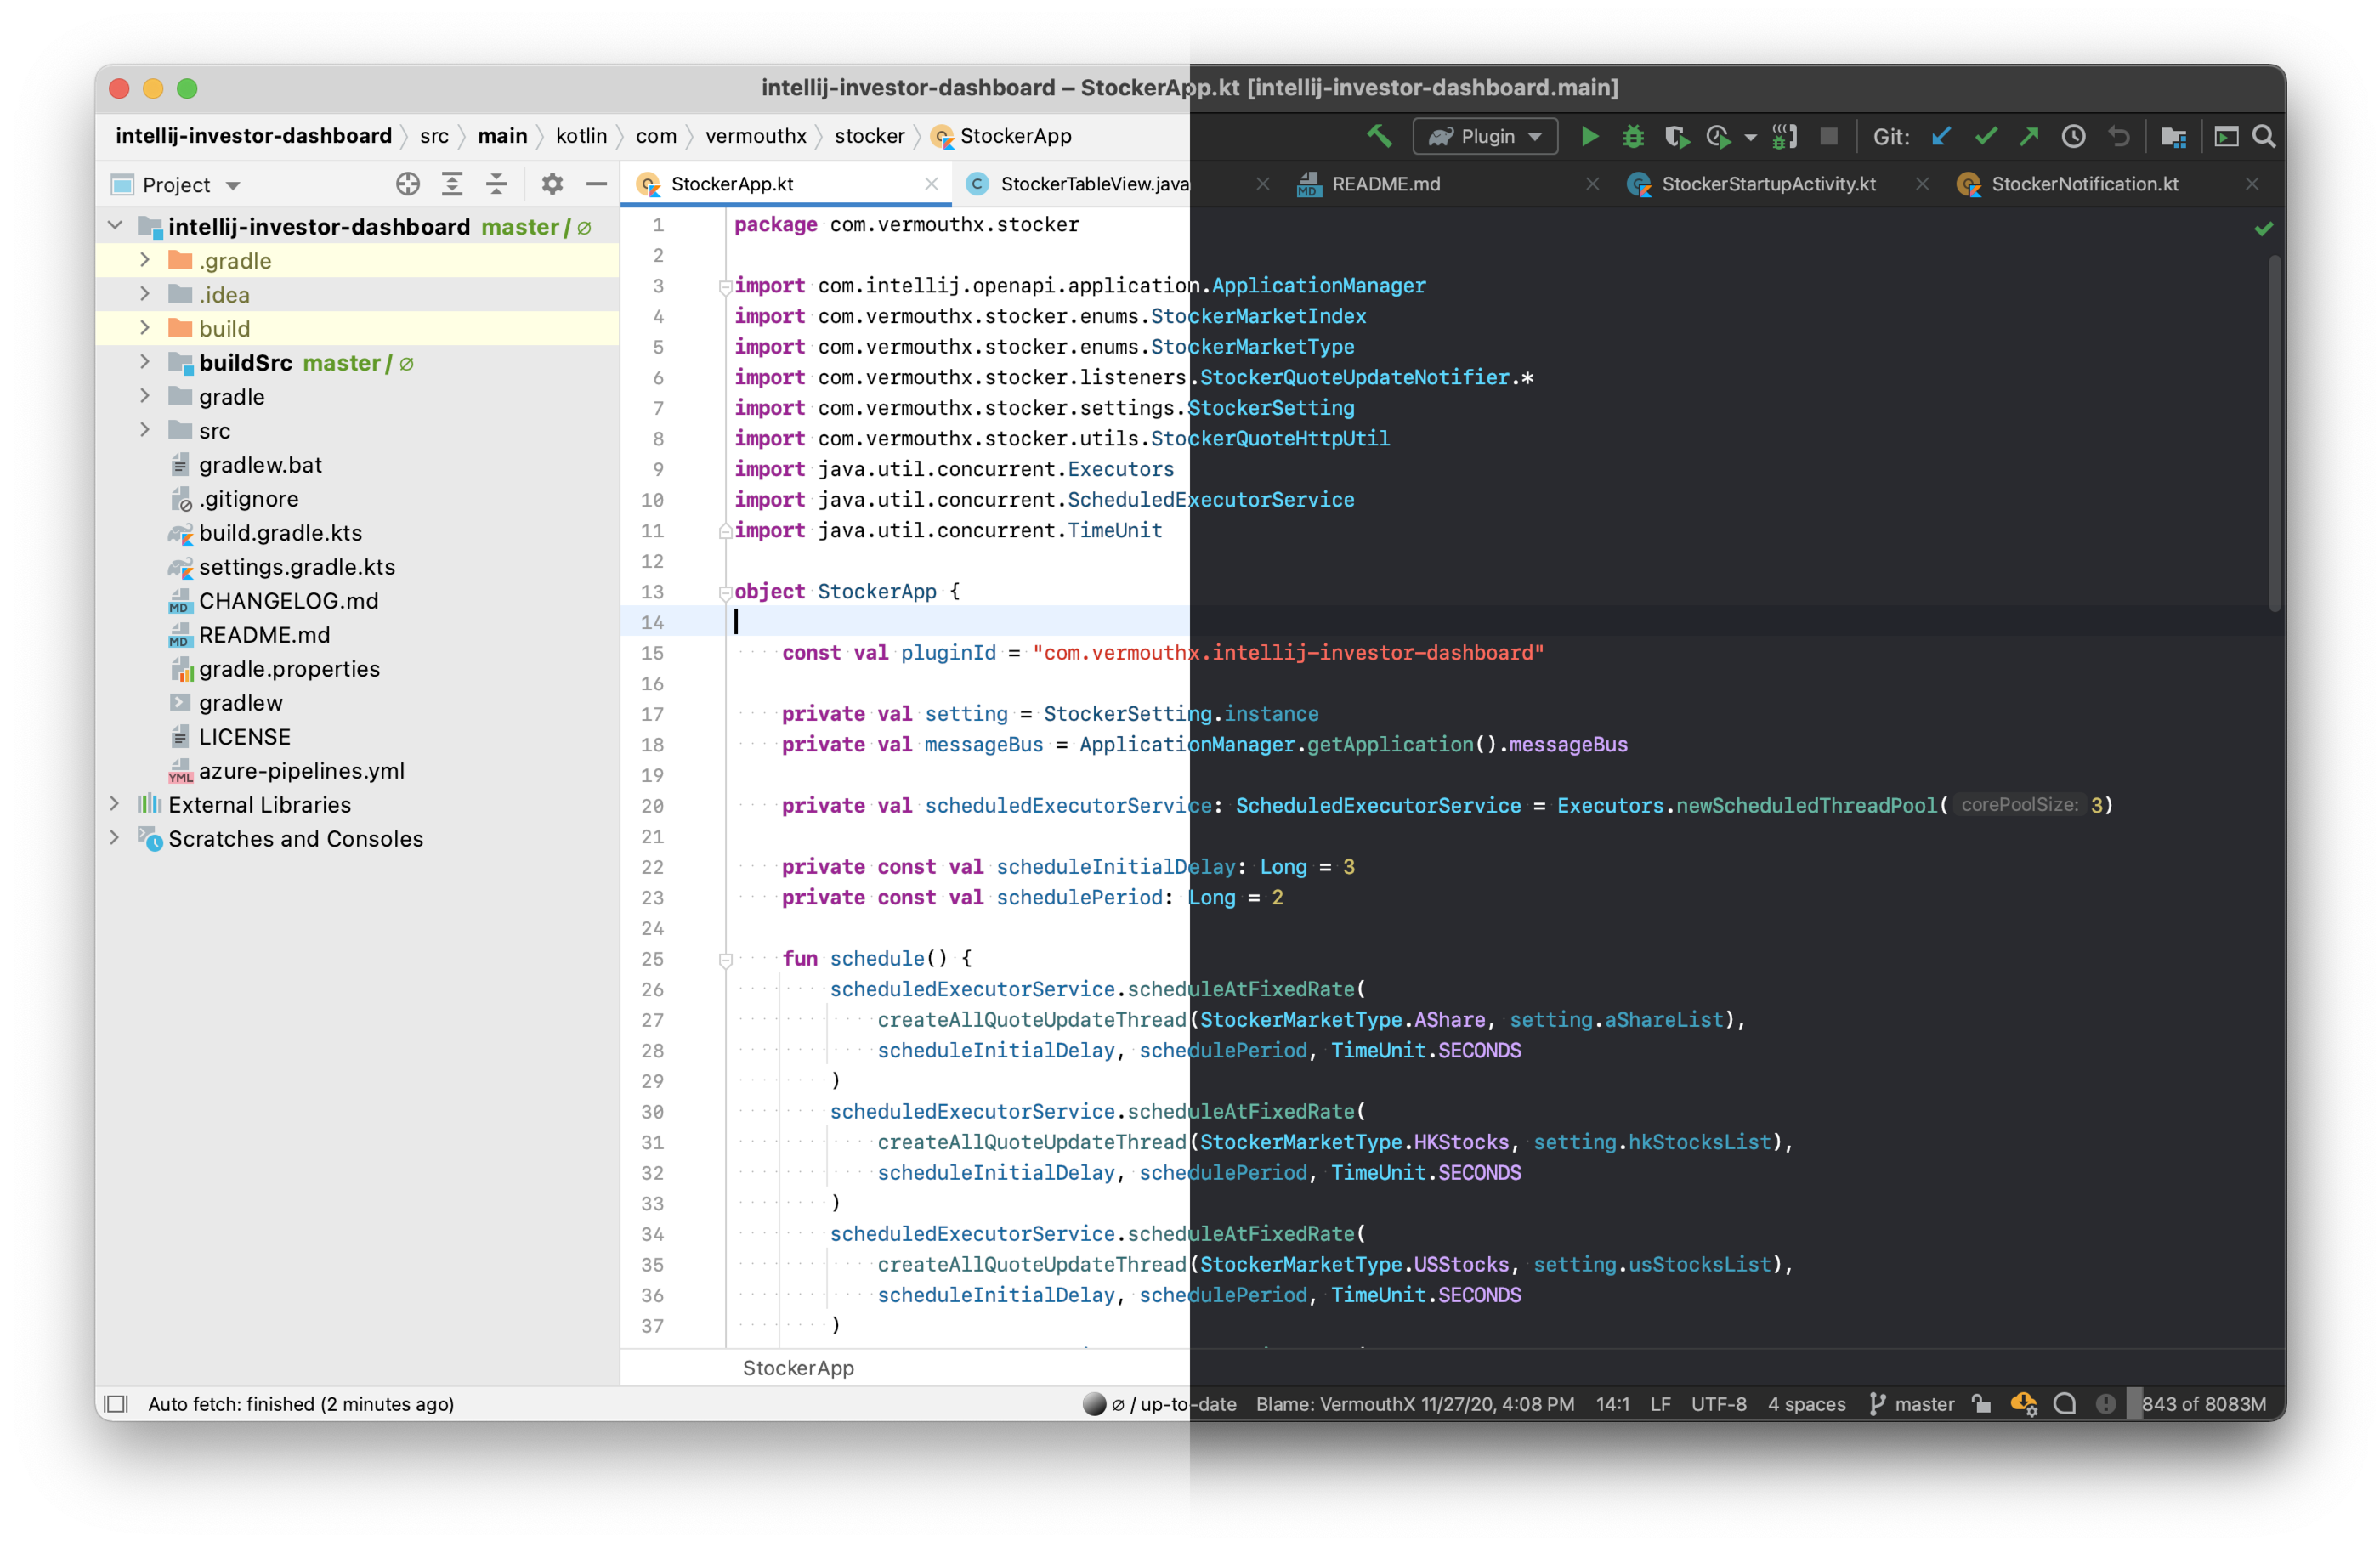 intellij-investor-dashboard – StockerApp.kt [intellij-investor-dashboard.main]
intellij-investor-dashboard src main kotlin com vermouthx stocker StockerApp
Plugin Git:
Project
StockerApp.kt StockerTableView.java README.md StockerStartupActivity.kt StockerNotification.kt
intellij-investor-dashboard master / ∅
.gradle
.idea
build
buildSrc master / ∅
gradle
src
gradlew.bat
.gitignore
build.gradle.kts
settings.gradle.kts
CHANGELOG.md
README.md
gradle.properties
gradlew
LICENSE
azure-pipelines.yml
External Libraries
Scratches and Consoles
1 package com.vermouthx.stocker
2
3 import com.intellij.openapi.application.ApplicationManager
4 import com.vermouthx.stocker.enums.StockerMarketIndex
5 import com.vermouthx.stocker.enums.StockerMarketType
6 import com.vermouthx.stocker.listeners.StockerQuoteUpdateNotifier.*
7 import com.vermouthx.stocker.settings.StockerSetting
8 import com.vermouthx.stocker.utils.StockerQuoteHttpUtil
9 import java.util.concurrent.Executors
10 import java.util.concurrent.ScheduledExecutorService
11 import java.util.concurrent.TimeUnit
12
13 object StockerApp {
14
15 const val pluginId = "com.vermouthx.intellij-investor-dashboard"
16
17 private val setting = StockerSetting.instance
18 private val messageBus = ApplicationManager.getApplication().messageBus
19
20 private val scheduledExecutorService: ScheduledExecutorService = Executors.newScheduledThreadPool( corePoolSize: 3)
21
22 private const val scheduleInitialDelay: Long = 3
23 private const val schedulePeriod: Long = 2
24
25 fun schedule() {
26 scheduledExecutorService.scheduleAtFixedRate(
27 createAllQuoteUpdateThread(StockerMarketType.AShare, setting.aShareList),
28 scheduleInitialDelay, schedulePeriod, TimeUnit.SECONDS
29 )
30 scheduledExecutorService.scheduleAtFixedRate(
31 createAllQuoteUpdateThread(StockerMarketType.HKStocks, setting.hkStocksList),
32 scheduleInitialDelay, schedulePeriod, TimeUnit.SECONDS
33 )
34 scheduledExecutorService.scheduleAtFixedRate(
35 createAllQuoteUpdateThread(StockerMarketType.USStocks, setting.usStocksList),
36 scheduleInitialDelay, schedulePeriod, TimeUnit.SECONDS
37 )
StockerApp
Auto fetch: finished (2 minutes ago) ∅ / up-to-date Blame: VermouthX 11/27/20, 4:08 PM 14:1 LF UTF-8 4 spaces master 843 of 8083M